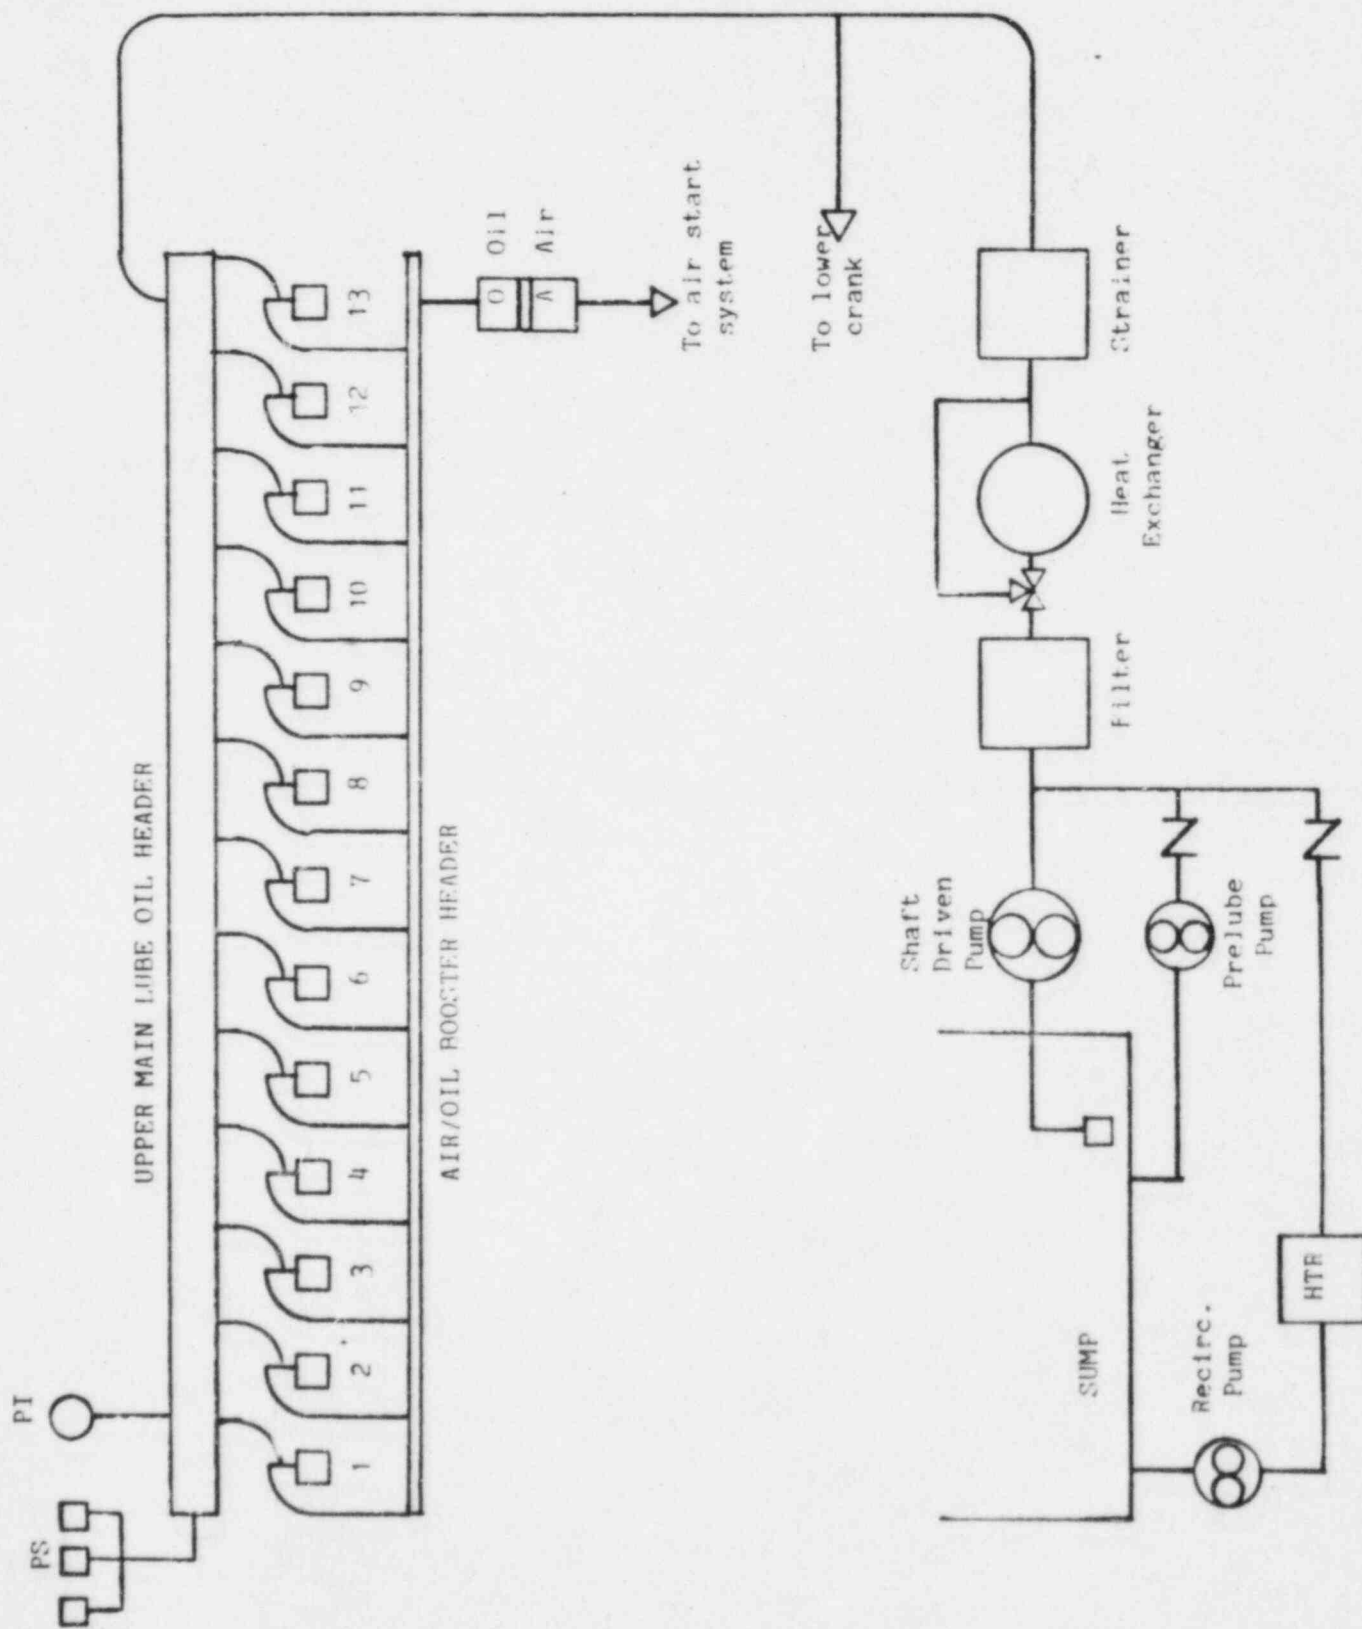 PS
PI
UPPER MAIN LUBE OIL HEADER
1
2
3
4
5
6
7
8
9
10
11
12
13
AIR/OIL BOOSTER HEADER
O
A
Oil
Air
To air start
system
To lower
crank
Shaft
Driven
Pump
Filter
Heat
Exchanger
Strainer
SUMP
Recirc.
Pump
Prelube
Pump
HTR